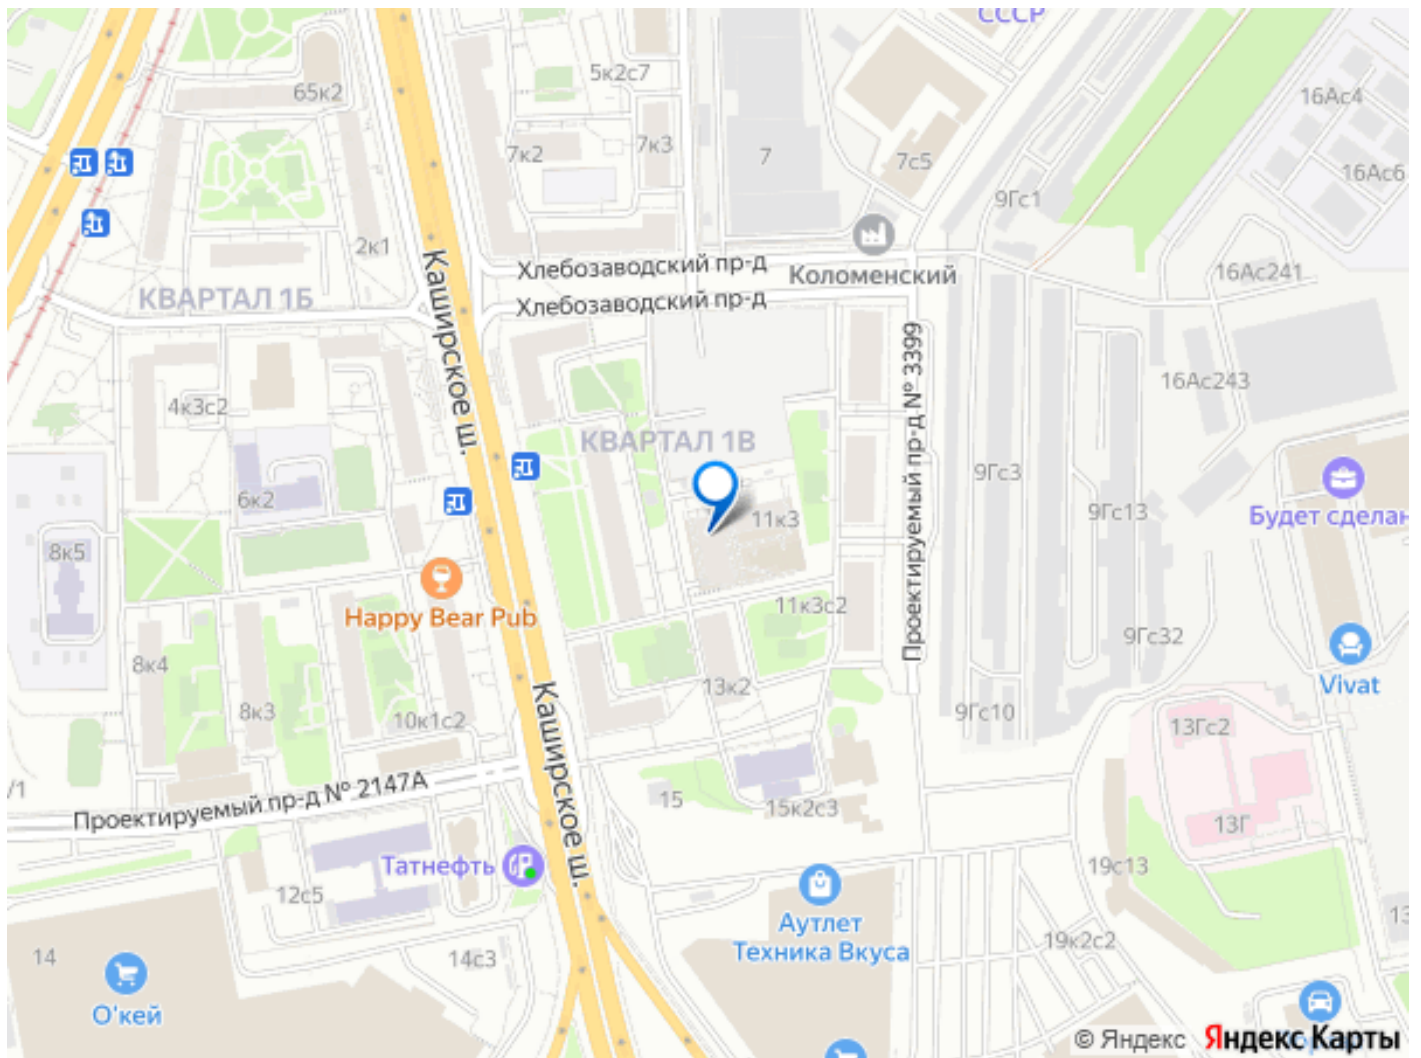 СССР
5к2с7
65к2
16Ас4
7к2
7к3
7
7с5
16Ас6
9Гс1
2к1
Хлебозаводский пр-д
Коломенский
16Ас241
КВАРТАЛ 1Б
Хлебозаводский пр-д
Каширское ш.
Проектируемый пр-д № 3399
16Ас243
4к3с2
КВАРТАЛ 1В
9Гс3
6к2
11к3
9Гс13
Будет сделан
8к5
Happy Bear Pub
11к3с2
9Гс32
8к4
13к2
Vivat
8к3
10к1с2
9Гс10
13Гс2
Каширское ш.
Проектируемый пр-д № 2147А
/1
15
15к2с3
13Г
Татнефть
19с13
12с5
Аутлет
Техника Вкуса
13
19к2с2
14
14с3
О'кей
© Яндекс
Яндекс Карты